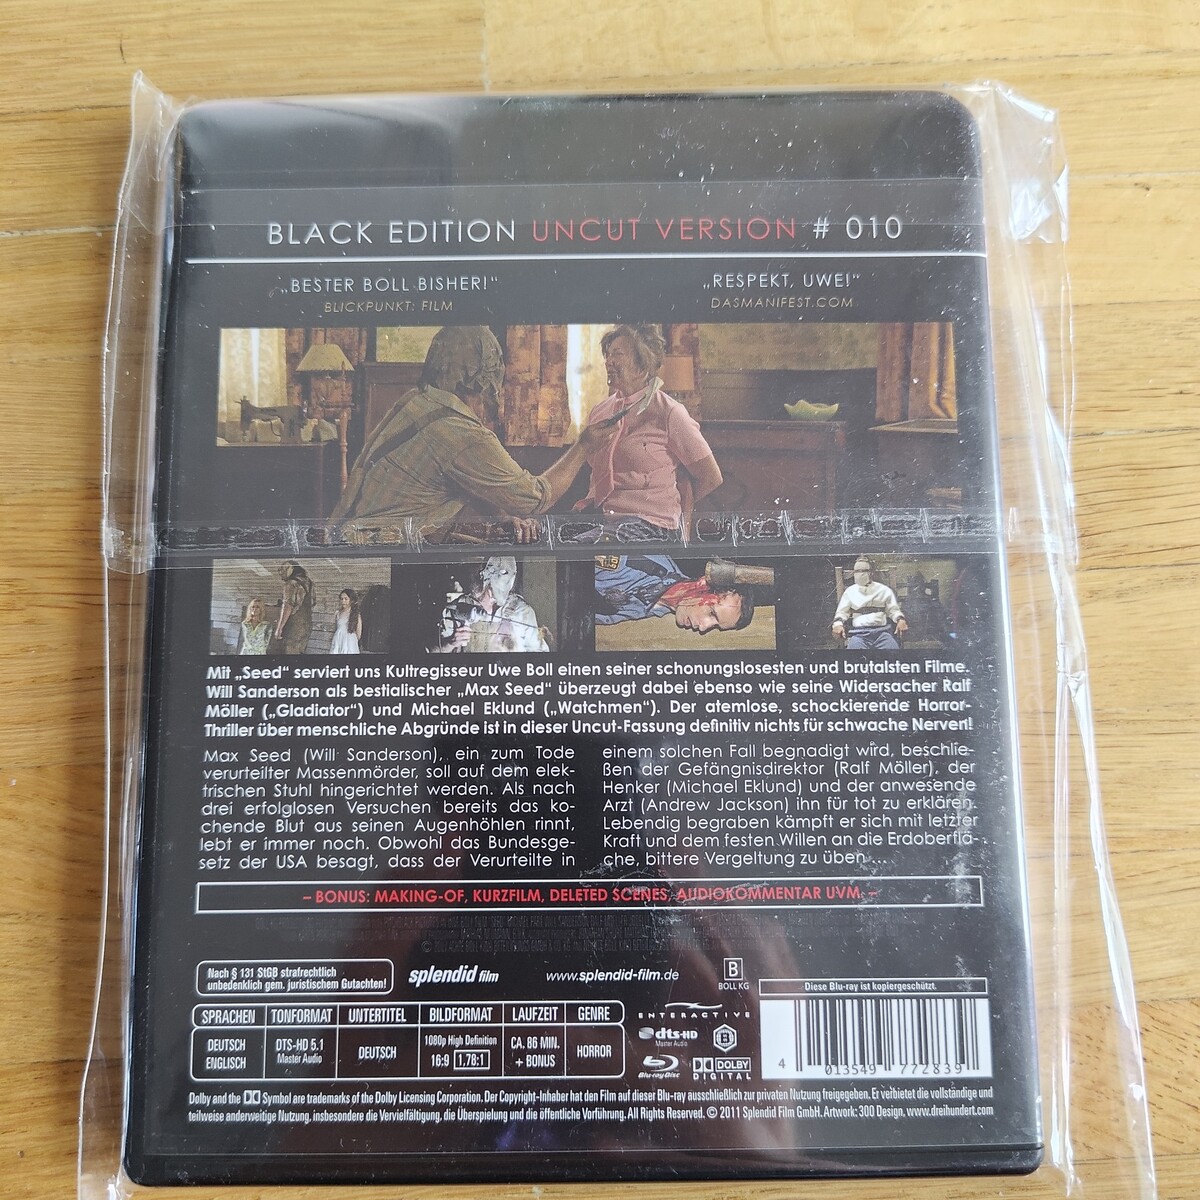 BLACK EDITION UNCUT VERSION # 010
„BESTER BOLL BISHER!“
BLICKPUNKT: FILM
„RESPEKT, UWE!“
DASMANIFEST.COM
Mit „Seed“ serviert uns Kultregisseur Uwe Boll einen seiner schonungslosesten und brutalsten Filme.
Will Sanderson als bestialischer „Max Seed“ überzeugt dabei ebenso wie seine Widersacher Ralf
Möller („Gladiator“) und Michael Eklund („Watchmen“). Der atemlose, schockierende Horror-
Thriller über menschliche Abgründe ist in dieser Uncut-Fassung definitiv nichts für schwache Nerven!
Max Seed (Will Sanderson), ein zum Tode
verurteilter Massenmörder, soll auf dem elek-
trischen Stuhl hingerichtet werden. Als nach
drei erfolglosen Versuchen bereits das ko-
chende Blut aus seinen Augenhöhlen rinnt,
lebt er immer noch. Obwohl das Bundesge-
setz der USA besagt, dass der Verurteilte in
einem solchen Fall begnadigt wird, beschlie-
ßen der Gefängnisdirektor (Ralf Möller), der
Henker (Michael Eklund) und der anwesende
Arzt (Andrew Jackson) ihn für tot zu erklären.
Lebendig begraben kämpft er sich mit letzter
Kraft und dem festen Willen an die Erdoberflä-
che, bittere Vergeltung zu üben ...
– BONUS: MAKING-OF, KURZFILM, DELETED SCENES, AUDIOKOMMENTAR UVM. –
Nach § 131 StGB strafrechtlich
unbedenklich gem. juristischem Gutachten!
splendid film
www.splendid-film.de
B
BOLL KG
Diese Blu-ray ist kopiergeschützt.
SPRACHEN TONFORMAT UNTERTITEL BILDFORMAT LAUFZEIT GENRE
DEUTSCH
ENGLISCH
DTS-HD 5.1
Master Audio
DEUTSCH
1080p High Definition
16:9 1.78:1
CA. 86 MIN.
+ BONUS
HORROR
ENTERACTIVE
dts-HD
Master Audio
Blu-ray Disc
DOLBY
DIGITAL
4 013549 772839
Dolby and the Symbol are trademarks of the Dolby Licensing Corporation. Der Copyright-Inhaber hat den Film auf dieser Blu-ray ausschließlich zur privaten Nutzung freigegeben. Er verbietet die vollständige und
teilweise anderweitige Nutzung, insbesondere die Vervielfältigung, die Überspielung und die öffentliche Vorführung. All Rights Reserved. © 2011 Splendid Film GmbH. Artwork: 300 Design, www.dreihundert.com